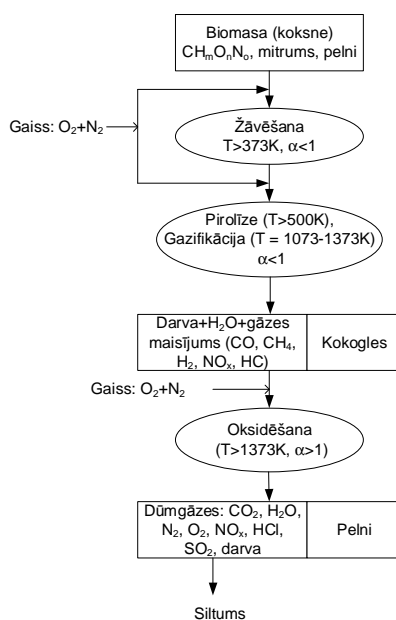 Biomasa (koksne)
CHₘOₙNₒ, mitrums, pelni
Gaiss: O₂+N₂
Žāvēšana
T>373K, α<1
Pirolīze (T>500K),
Gazifikācija (T = 1073-1373K)
α<1
Darva+H₂O+gāzes
maisījums (CO, CH₄,
H₂, NOₓ, HC)
Kokogles
Gaiss: O₂+N₂
Oksidēšana
(T>1373K, α>1)
Dūmgāzes: CO₂, H₂O,
N₂, O₂, NOₓ, HCl,
SO₂, darva
Pelni
Siltums